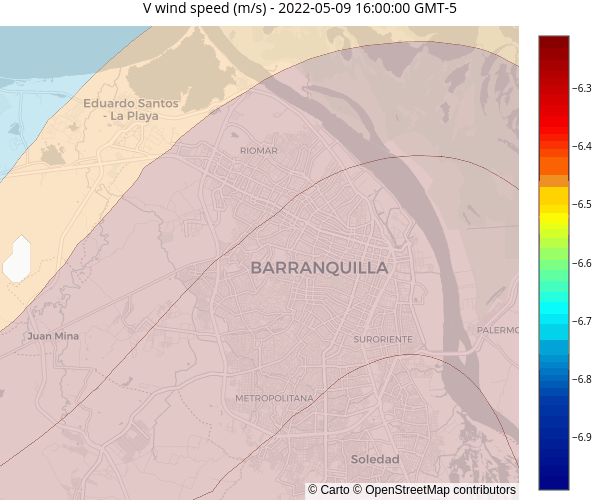 V wind speed (m/s) - 2022-05-09 16:00:00 GMT-5
Eduardo Santos
- La Playa
RIOMAR
BARRANQUILLA
Juan Mina
SURORIENTE
PALERMO
METROPOLITANA
Soledad
© Carto © OpenStreetMap contributors
−6.3
−6.4
−6.5
−6.6
−6.7
−6.8
−6.9